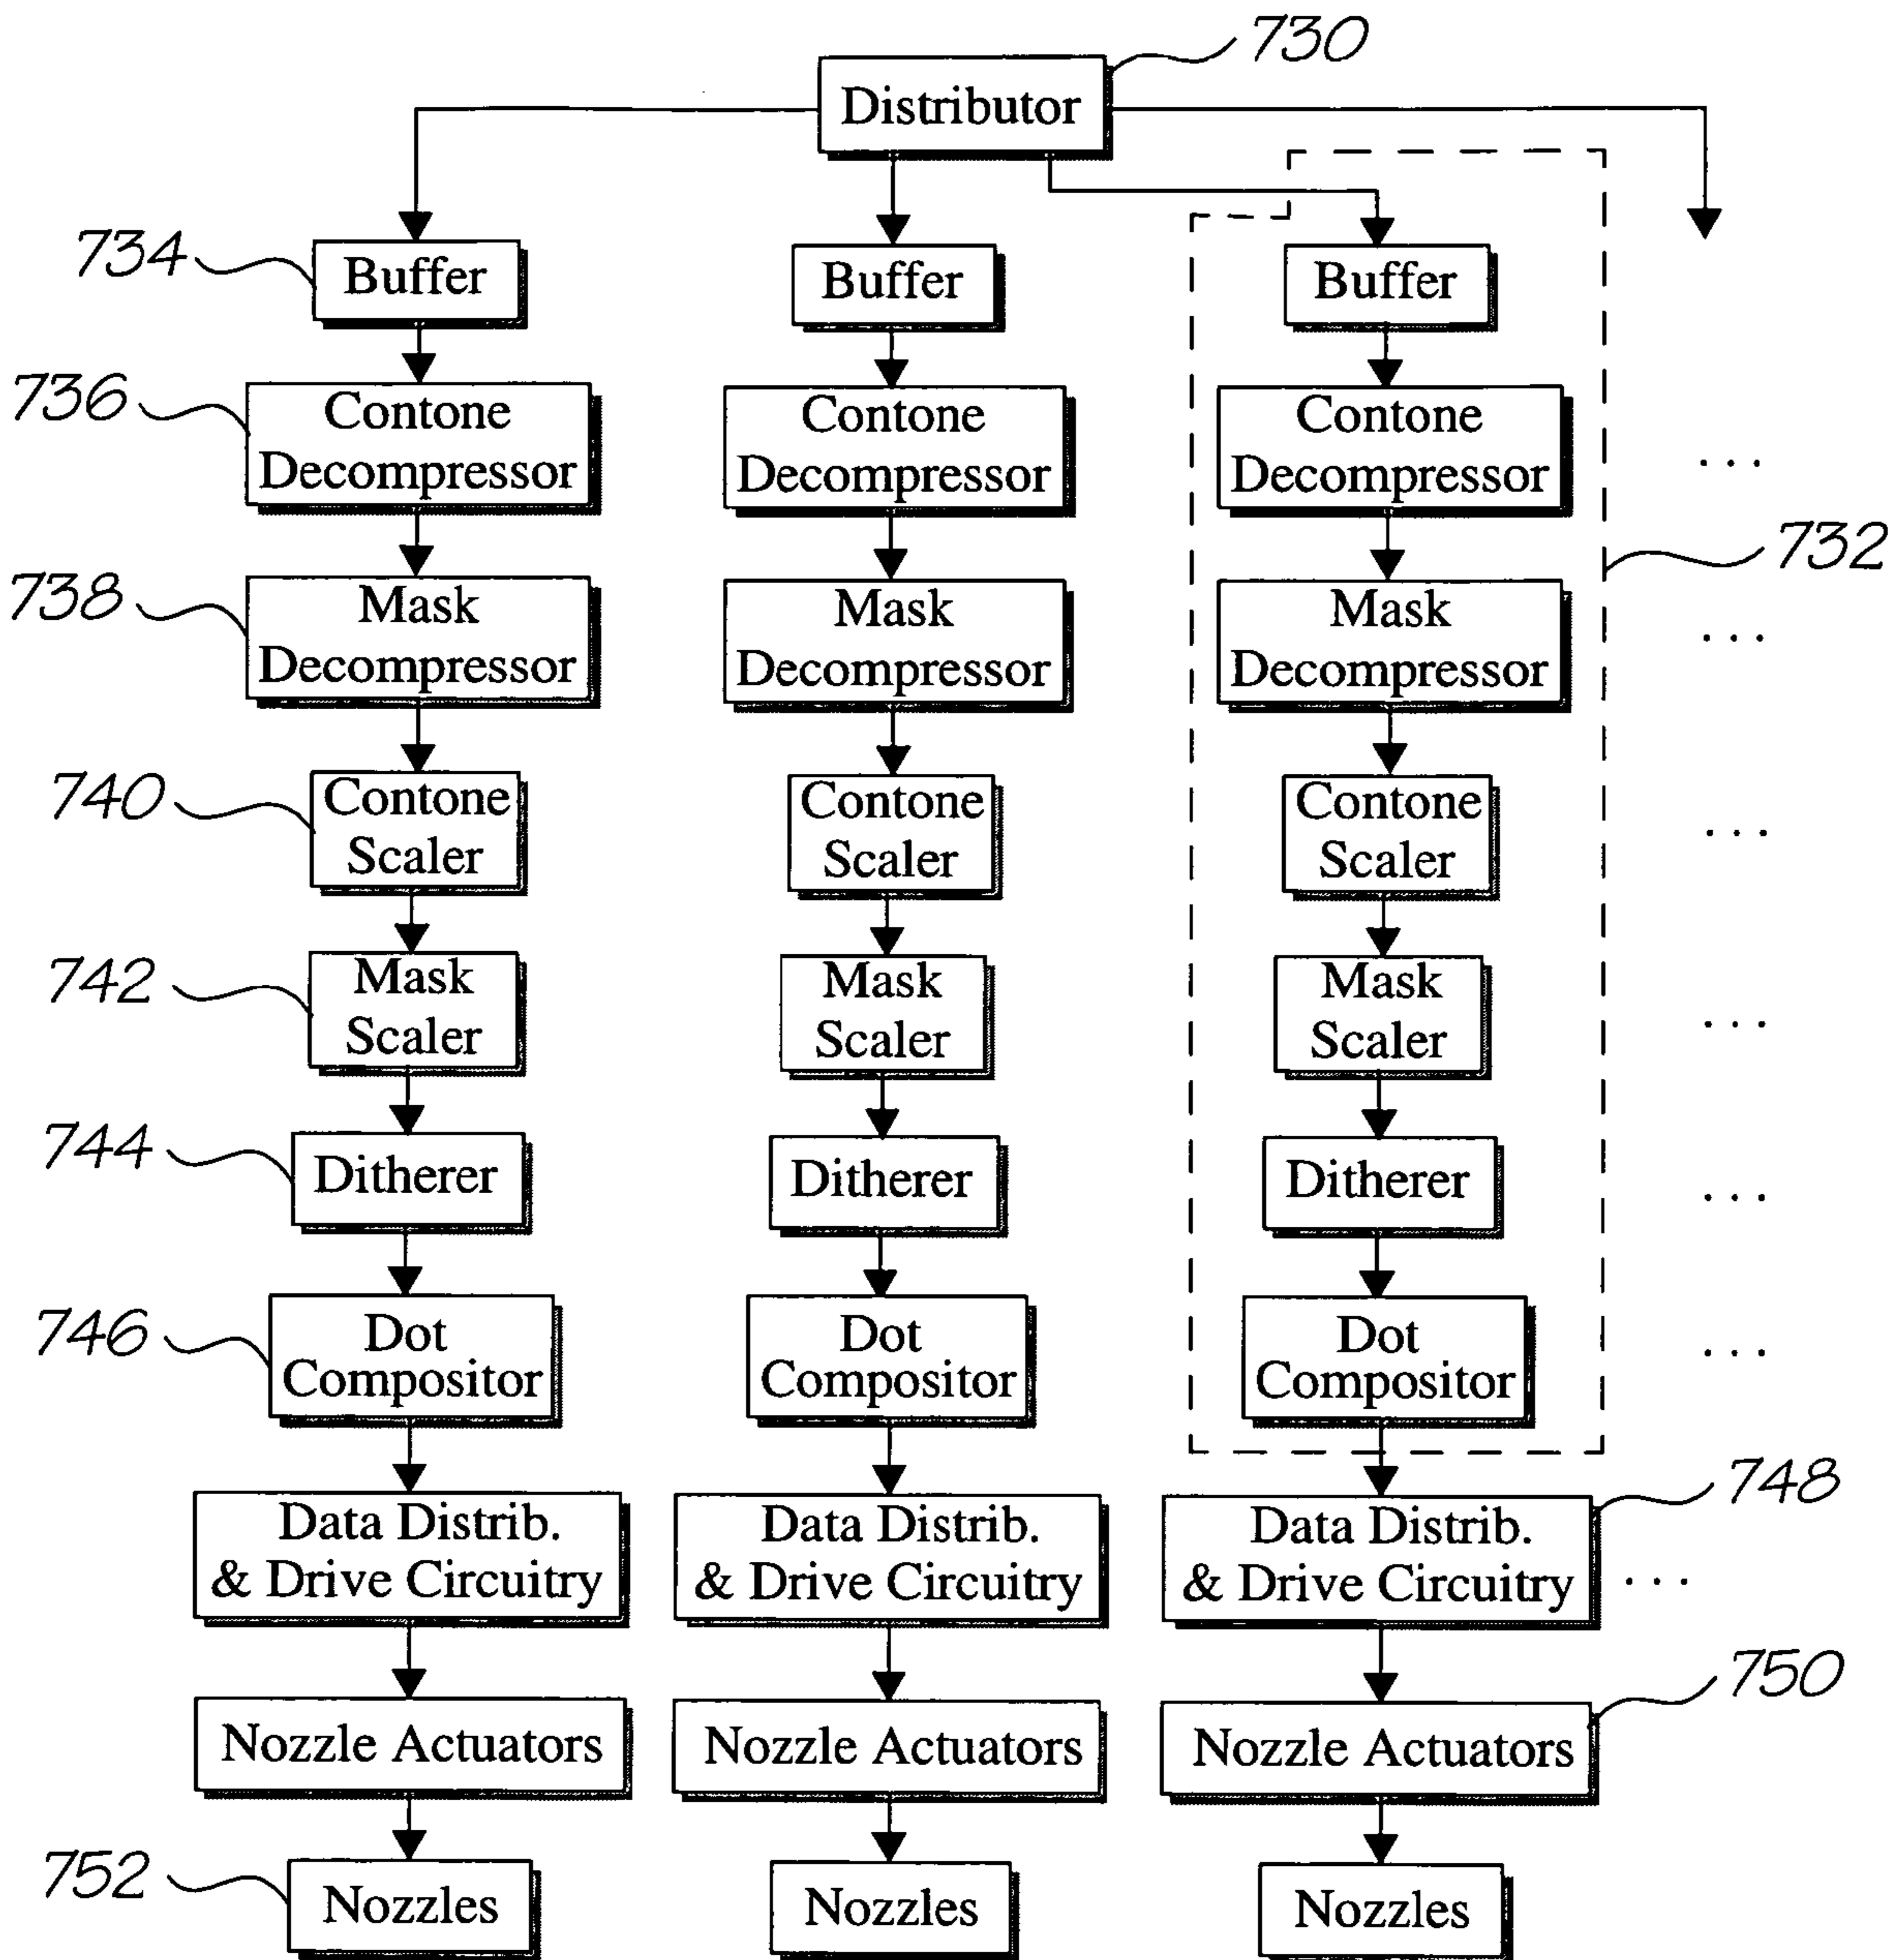 730
Distributor
734
Buffer
Buffer
Buffer
736
Contone
Decompressor
Contone
Decompressor
Contone
Decompressor
...
732
738
Mask
Decompressor
Mask
Decompressor
Mask
Decompressor
...
740
Contone
Scaler
Contone
Scaler
Contone
Scaler
...
742
Mask
Scaler
Mask
Scaler
Mask
Scaler
...
744
Ditherer
Ditherer
Ditherer
...
746
Dot
Compositor
Dot
Compositor
Dot
Compositor
...
Data Distrib.
& Drive Circuitry
Data Distrib.
& Drive Circuitry
Data Distrib.
& Drive Circuitry
748
...
Nozzle Actuators
Nozzle Actuators
Nozzle Actuators
750
752
Nozzles
Nozzles
Nozzles